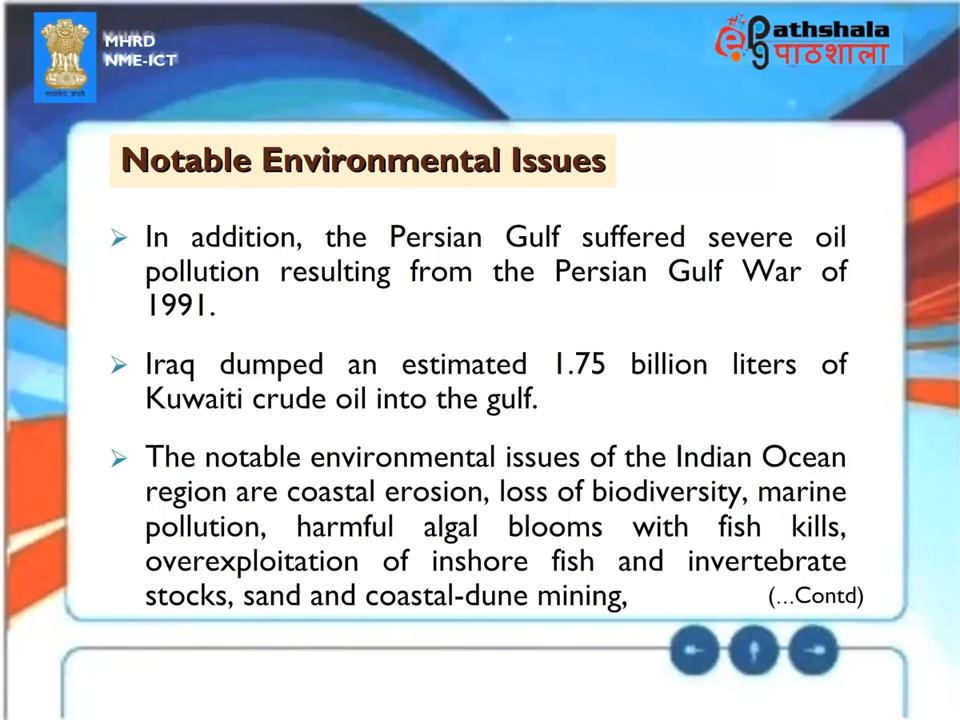 MHRD
NME-ICT
ePg Pathshala
पाठशाला
Notable Environmental Issues
In addition, the Persian Gulf suffered severe oil
pollution resulting from the Persian Gulf War of
1991.
Iraq dumped an estimated 1.75 billion liters of
Kuwaiti crude oil into the gulf.
The notable environmental issues of the Indian Ocean
region are coastal erosion, loss of biodiversity, marine
pollution, harmful algal blooms with fish kills,
overexploitation of inshore fish and invertebrate
stocks, sand and coastal-dune mining,
(...Contd)